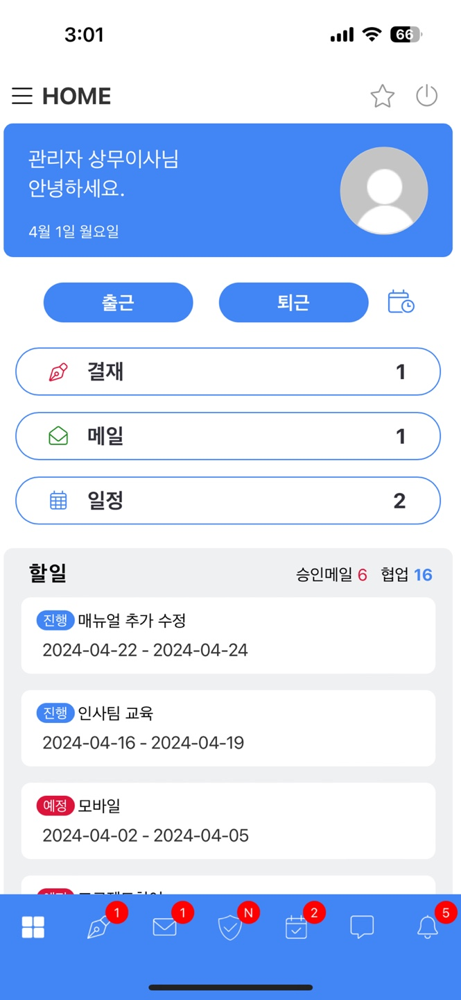 3:01
66
HOME
관리자 상무이사님
안녕하세요.
4월 1일 월요일
출근 퇴근
결재 1
메일 1
일정 2
할일 승인메일 6 협업 16
진행 매뉴얼 추가 수정
2024-04-22 - 2024-04-24
진행 인사팀 교육
2024-04-16 - 2024-04-19
예정 모바일
2024-04-02 - 2024-04-05
1 1 N 2 5